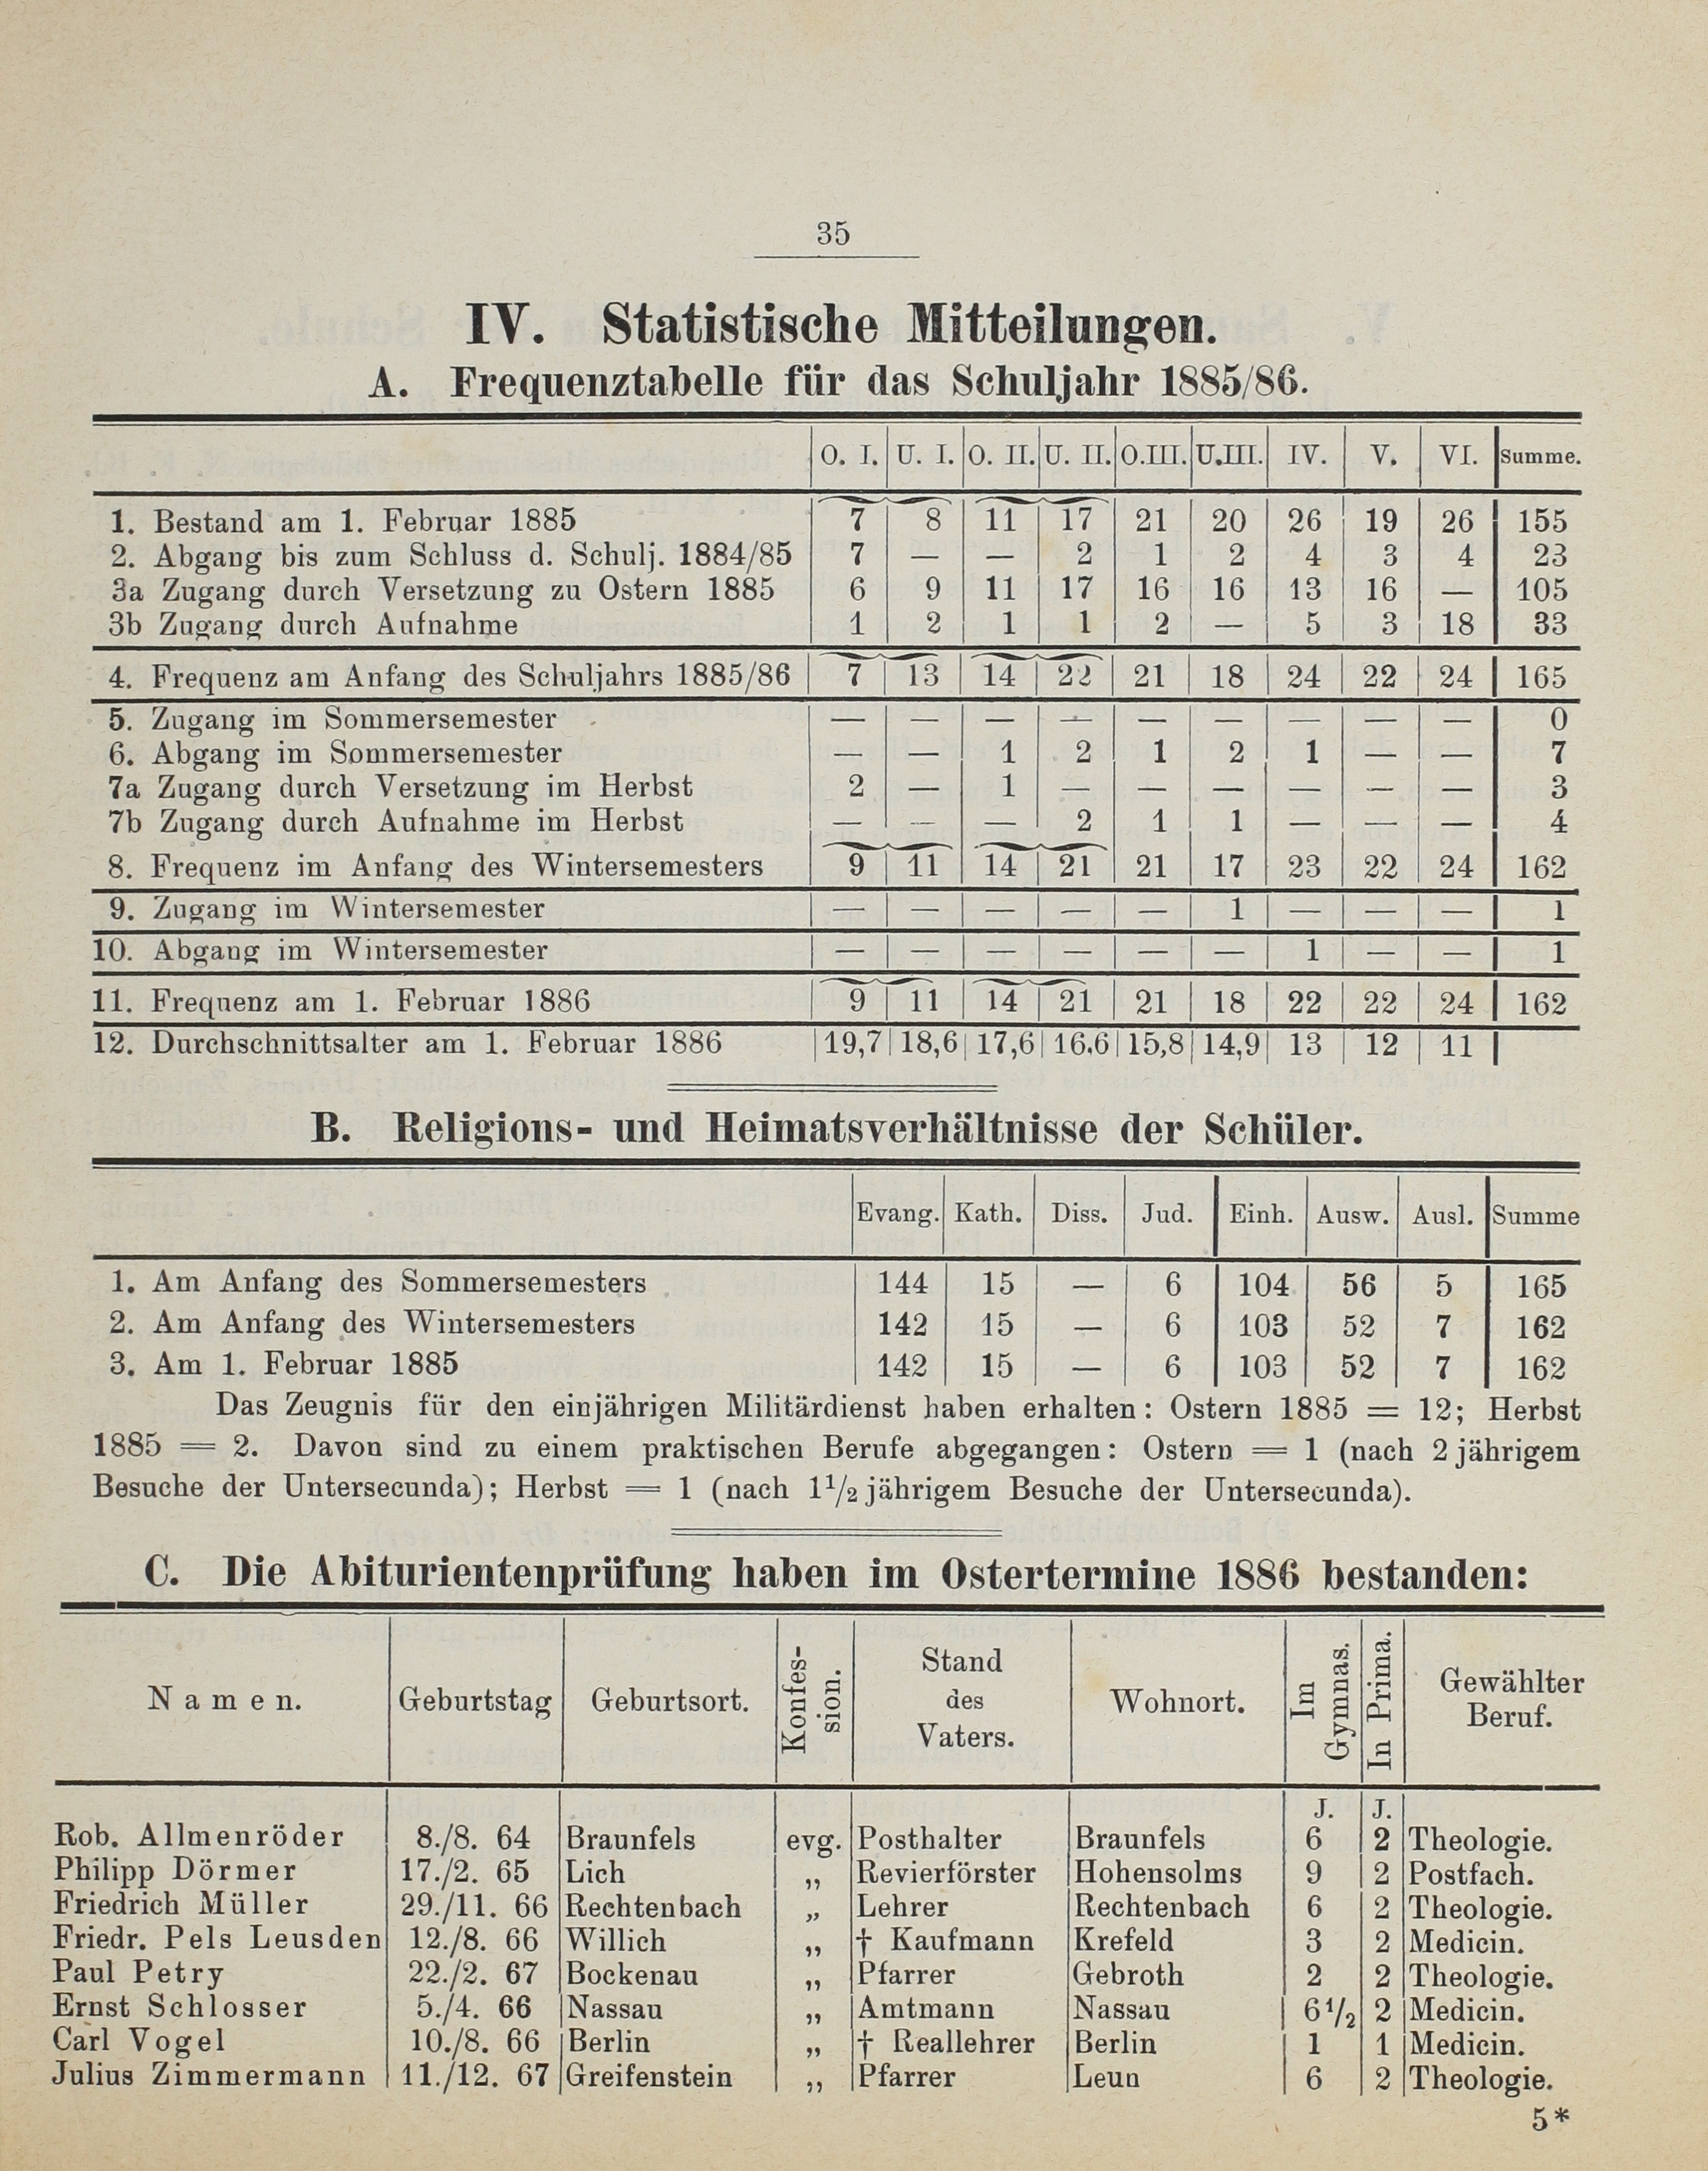 35
IV. Statistische Mitteilungen.
A. Frequenztabelle für das Schuljahr 1885/86.
O. I. U. I. O. II. U. II. O.III. U.III. IV. V. VI. Summe.
1. Bestand am 1. Februar 1885 7 8 11 17 21 20 26 19 26 155
2. Abgang bis zum Schluss d. Schulj. 1884/85 7 — — 2 1 2 4 3 4 23
3a Zugang durch Versetzung zu Ostern 1885 6 9 11 17 16 16 13 16 — 105
3b Zugang durch Aufnahme 1 2 1 1 2 — 5 3 18 33
4. Frequenz am Anfang des Schuljahrs 1885/86 7 13 14 22 21 18 24 22 24 165
5. Zugang im Sommersemester — — — — — — — — — 0
6. Abgang im Sommersemester — — 1 2 1 2 1 — — 7
7a Zugang durch Versetzung im Herbst 2 — 1 — — — — — — 3
7b Zugang durch Aufnahme im Herbst — — — 2 1 1 — — — 4
8. Frequenz im Anfang des Wintersemesters 9 11 14 21 21 17 23 22 24 162
9. Zugang im Wintersemester — — — — — 1 — — — 1
10. Abgang im Wintersemester — — — — — — 1 — — 1
11. Frequenz am 1. Februar 1886 9 11 14 21 21 18 22 22 24 162
12. Durchschnittsalter am 1. Februar 1886 19,7 18,6 17,6 16,6 15,8 14,9 13 12 11
B. Religions- und Heimatsverhältnisse der Schüler.
Evang. Kath. Diss. Jud. Einh. Ausw. Ausl. Summe
1. Am Anfang des Sommersemesters 144 15 — 6 104 56 5 165
2. Am Anfang des Wintersemesters 142 15 — 6 103 52 7 162
3. Am 1. Februar 1885 142 15 — 6 103 52 7 162
Das Zeugnis für den einjährigen Militärdienst haben erhalten: Ostern 1885 = 12; Herbst
1885 = 2. Davon sind zu einem praktischen Berufe abgegangen: Ostern = 1 (nach 2 jährigem
Besuche der Untersecunda); Herbst = 1 (nach 1 1/2 jährigem Besuche der Untersecunda).
C. Die Abiturientenprüfung haben im Ostertermine 1886 bestanden:
Namen. Geburtstag Geburtsort. Konfes-sion. Stand des Vaters. Wohnort. Im Gymnas. In Prima. Gewählter Beruf.
J. J.
Rob. Allmenröder 8./8. 64 Braunfels evg. Posthalter Braunfels 6 2 Theologie.
Philipp Dörmer 17./2. 65 Lich „ Revierförster Hohensolms 9 2 Postfach.
Friedrich Müller 29./11. 66 Rechtenbach „ Lehrer Rechtenbach 6 2 Theologie.
Friedr. Pels Leusden 12./8. 66 Willich „ † Kaufmann Krefeld 3 2 Medicin.
Paul Petry 22./2. 67 Bockenau „ Pfarrer Gebroth 2 2 Theologie.
Ernst Schlosser 5./4. 66 Nassau „ Amtmann Nassau 6 1/2 2 Medicin.
Carl Vogel 10./8. 66 Berlin „ † Reallehrer Berlin 1 1 Medicin.
Julius Zimmermann 11./12. 67 Greifenstein „ Pfarrer Leun 6 2 Theologie.
5*